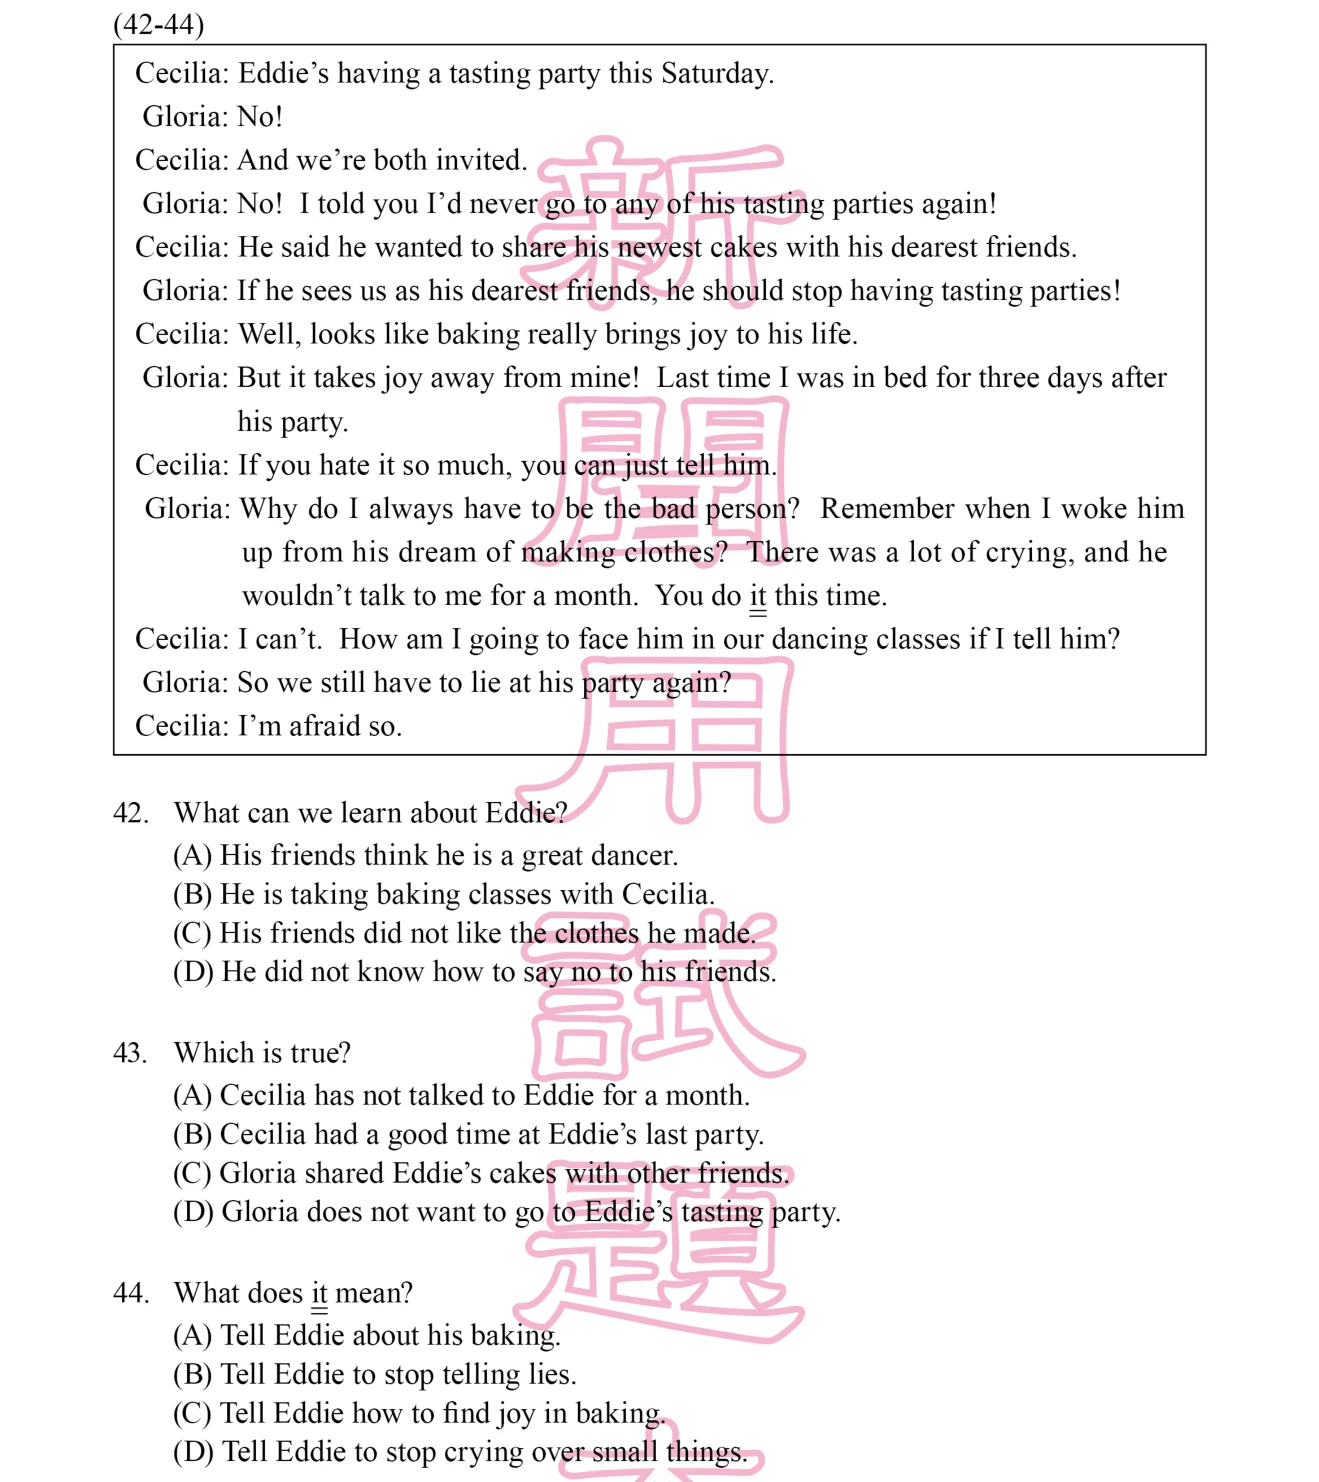 (42-44)
Cecilia: Eddie’s having a tasting party this Saturday.
Gloria: No!
Cecilia: And we’re both invited.
Gloria: No! I told you I’d never go to any of his tasting parties again!
Cecilia: He said he wanted to share his newest cakes with his dearest friends.
Gloria: If he sees us as his dearest friends, he should stop having tasting parties!
Cecilia: Well, looks like baking really brings joy to his life.
Gloria: But it takes joy away from mine! Last time I was in bed for three days after
his party.
Cecilia: If you hate it so much, you can just tell him.
Gloria: Why do I always have to be the bad person? Remember when I woke him
up from his dream of making clothes? There was a lot of crying, and he
wouldn’t talk to me for a month. You do it this time.
Cecilia: I can’t. How am I going to face him in our dancing classes if I tell him?
Gloria: So we still have to lie at his party again?
Cecilia: I’m afraid so.
42. What can we learn about Eddie?
(A) His friends think he is a great dancer.
(B) He is taking baking classes with Cecilia.
(C) His friends did not like the clothes he made.
(D) He did not know how to say no to his friends.
43. Which is true?
(A) Cecilia has not talked to Eddie for a month.
(B) Cecilia had a good time at Eddie’s last party.
(C) Gloria shared Eddie’s cakes with other friends.
(D) Gloria does not want to go to Eddie’s tasting party.
44. What does it mean?
(A) Tell Eddie about his baking.
(B) Tell Eddie to stop telling lies.
(C) Tell Eddie how to find joy in baking.
(D) Tell Eddie to stop crying over small things.
新
聞
用
試
題